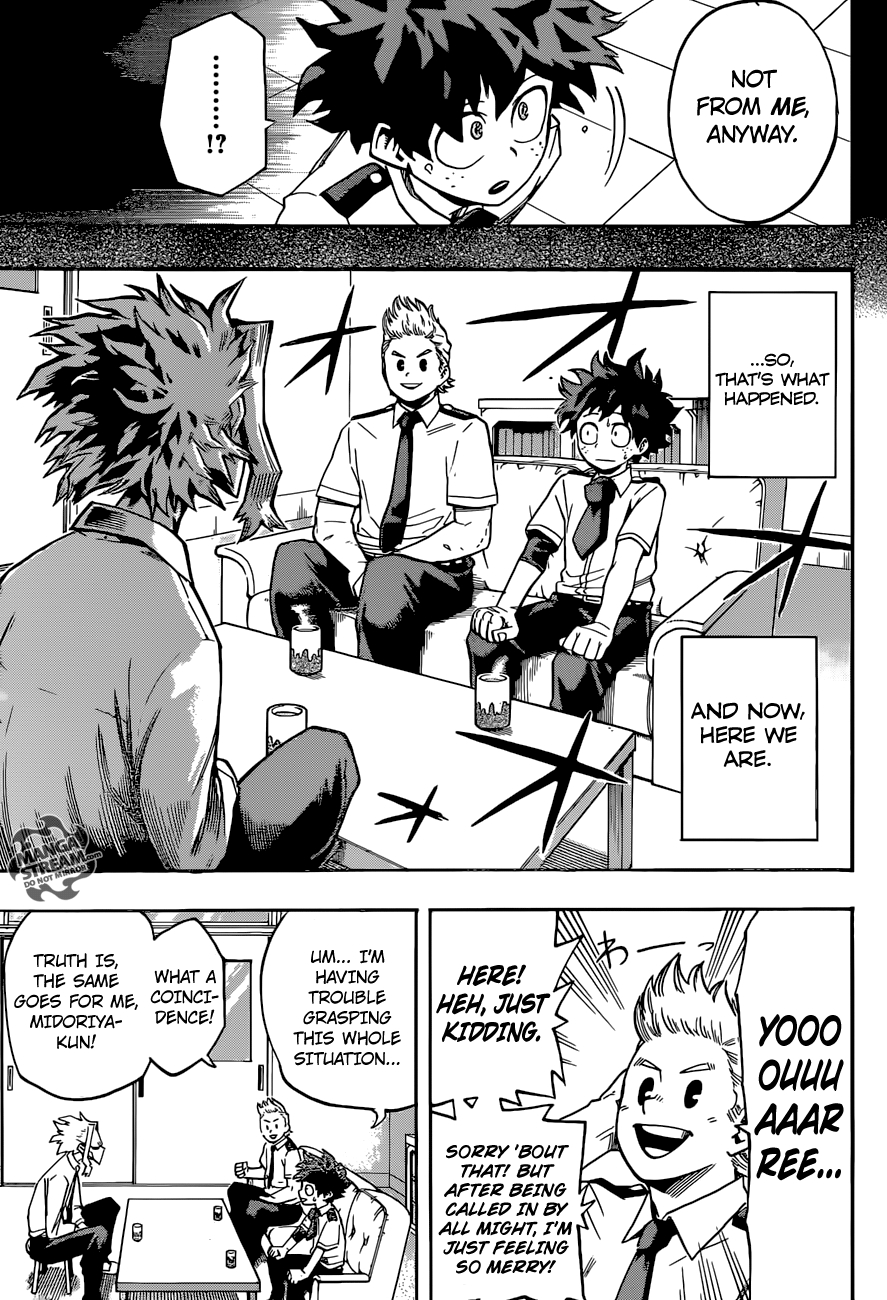 NOT
FROM ME,
ANYWAY.
………
!?
...SO,
THAT'S WHAT
HAPPENED.
AND NOW,
HERE WE
ARE.
YOOO
OUUU
AAAR
REE...
わーっ
HERE!
HEH, JUST
KIDDING.
SORRY 'BOUT
THAT! BUT
AFTER BEING
CALLED IN BY
ALL MIGHT, I'M
JUST FEELING
SO MERRY!
UM... I'M
HAVING
TROUBLE
GRASPING
THIS WHOLE
SITUATION...
WHAT A
COINCI-
DENCE!
TRUTH IS,
THE SAME
GOES FOR ME,
MIDORIYA-
KUN!
MANGA
STREAM.com
DO NOT MIRROR